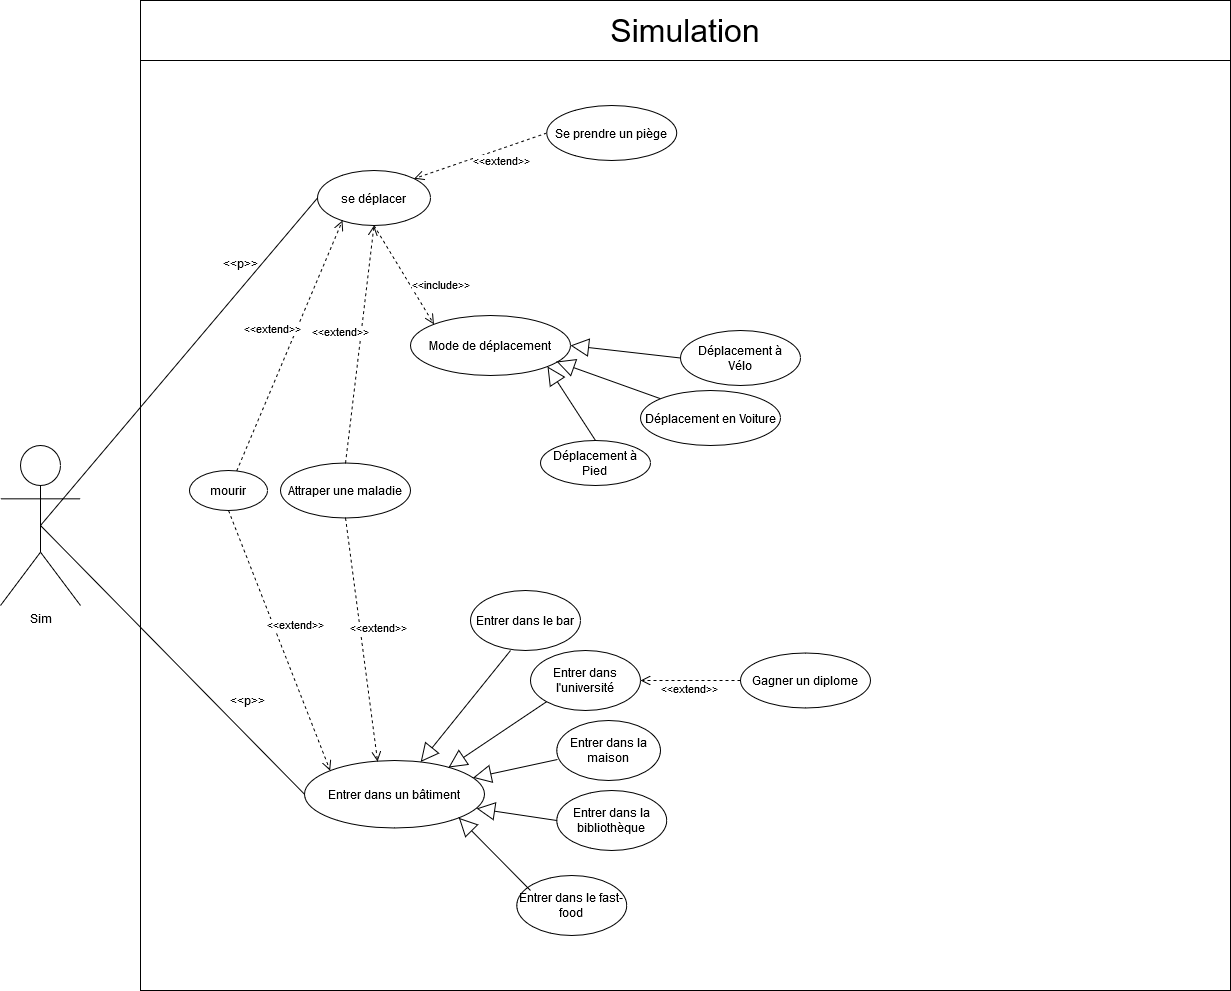 Simulation
Se prendre un piège
<<extend>>
se déplacer
<<p>>
<<include>>
<<extend>>
<<extend>>
Mode de déplacement
Déplacement à
Vélo
Déplacement en Voiture
Déplacement à
Pied
mourir
Attraper une maladie
Sim
<<extend>>
<<extend>>
Entrer dans le bar
Entrer dans
l'université
<<extend>>
Gagner un diplome
<<p>>
Entrer dans la
maison
Entrer dans un bâtiment
Entrer dans la
bibliothèque
Entrer dans le fast-
food